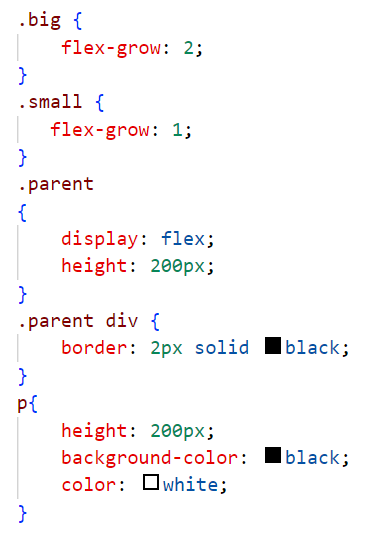 .big {
    flex-grow: 2;
}
.small {
   flex-grow: 1;
}
.parent
{
    display: flex;
    height: 200px;
}
.parent div {
    border: 2px solid black;
}
p{
    height: 200px;
    background-color: black;
    color: white;
}